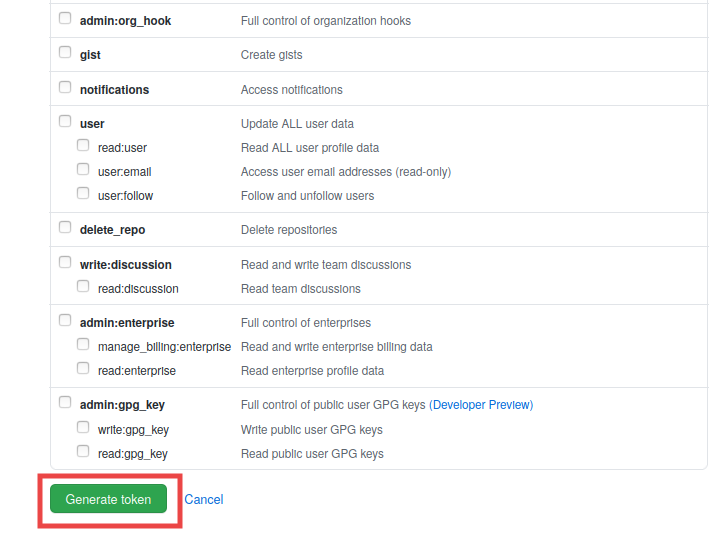 admin:org_hook Full control of organization hooks
gist Create gists
notifications Access notifications
user Update ALL user data
read:user Read ALL user profile data
user:email Access user email addresses (read-only)
user:follow Follow and unfollow users
delete_repo Delete repositories
write:discussion Read and write team discussions
read:discussion Read team discussions
admin:enterprise Full control of enterprises
manage_billing:enterprise Read and write enterprise billing data
read:enterprise Read enterprise profile data
admin:gpg_key Full control of public user GPG keys (Developer Preview)
write:gpg_key Write public user GPG keys
read:gpg_key Read public user GPG keys
Generate token Cancel